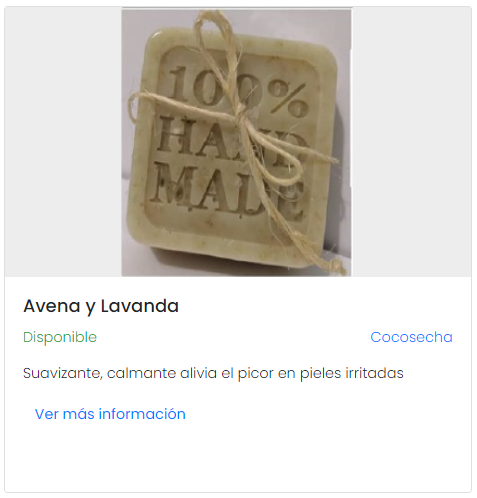 100%
HAND
MADE
Avena y Lavanda
Disponible Cocosecha
Suavizante, calmante alivia el picor en pieles irritadas
Ver más información